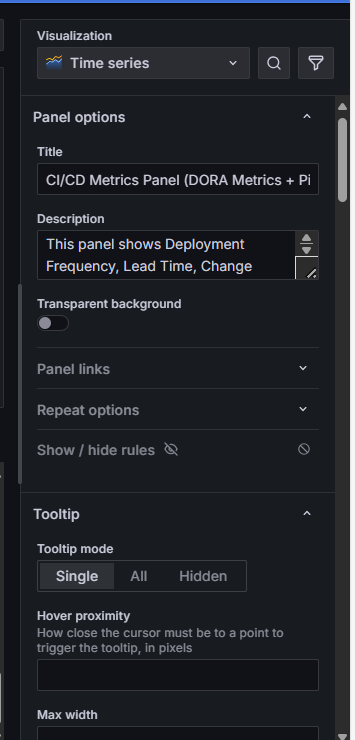 Visualization
Time series
Panel options
Title
CI/CD Metrics Panel (DORA Metrics + Pi
Description
This panel shows Deployment
Frequency, Lead Time, Change
Transparent background
Panel links
Repeat options
Show / hide rules
Tooltip
Tooltip mode
Single All Hidden
Hover proximity
How close the cursor must be to a point to
trigger the tooltip, in pixels
Max width